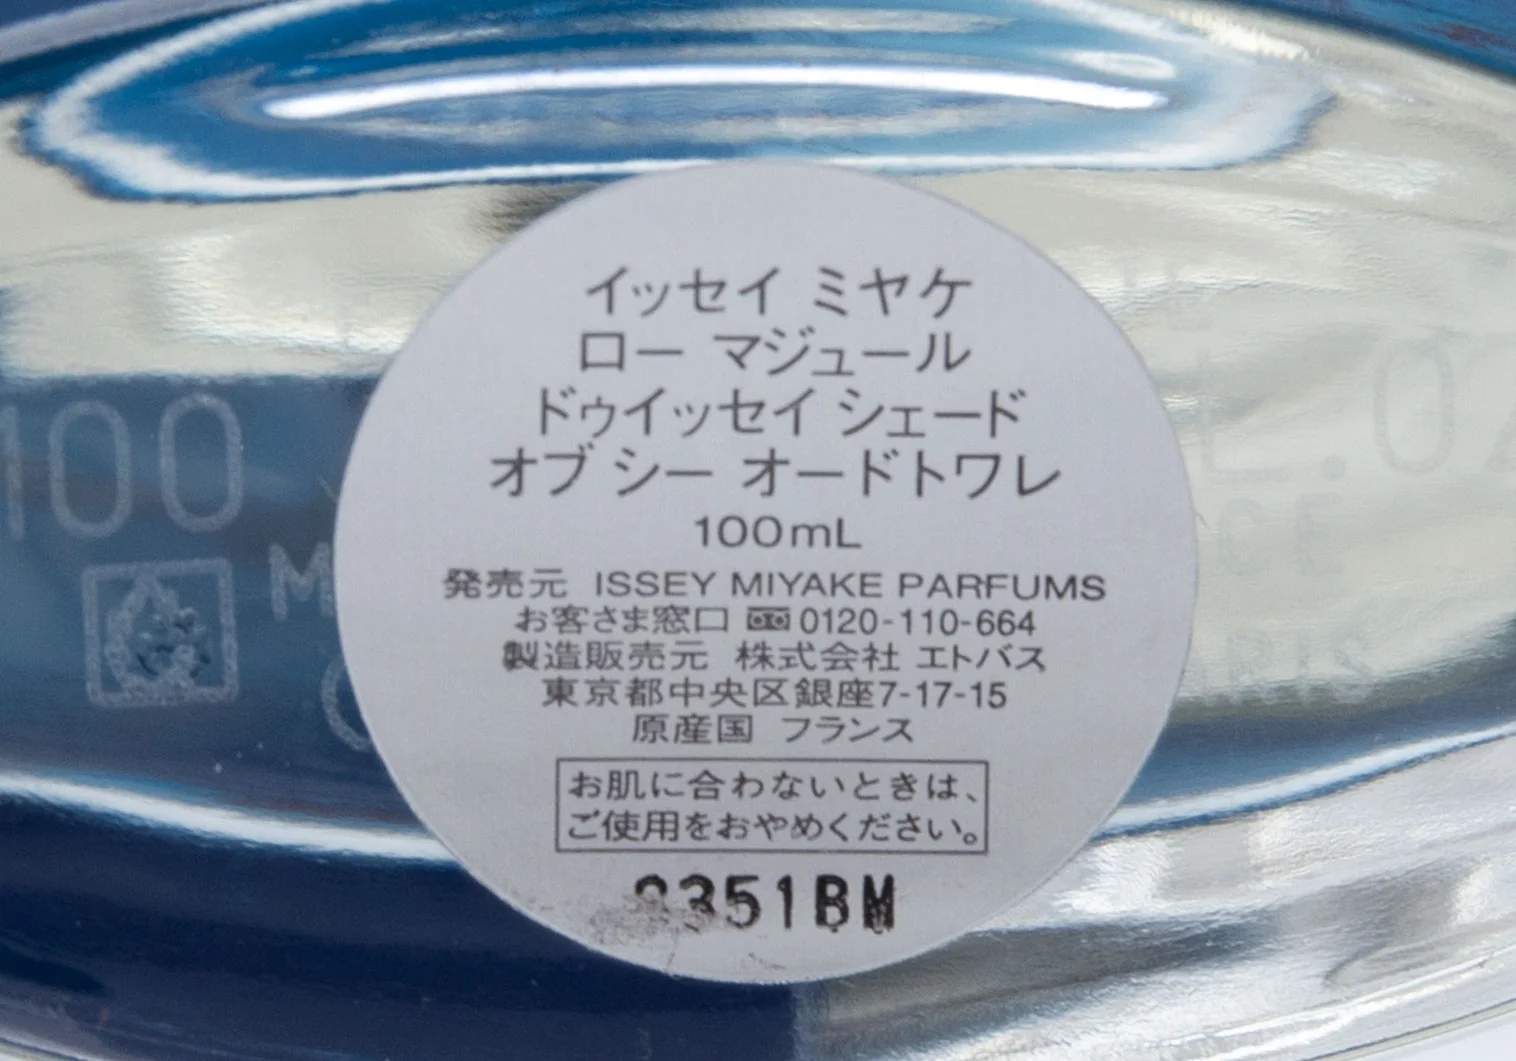 イッセイ ミヤケ
ロー マジュール
ドゥイッセイ シェード
オブ シー オードトワレ
100mL
発売元 ISSEY MIYAKE PARFUMS
お客さま窓口 0120-110-664
製造販売元 株式会社 エトバス
東京都中央区銀座7-17-15
原産国 フランス
お肌に合わないときは、
ご使用をおやめください。
100